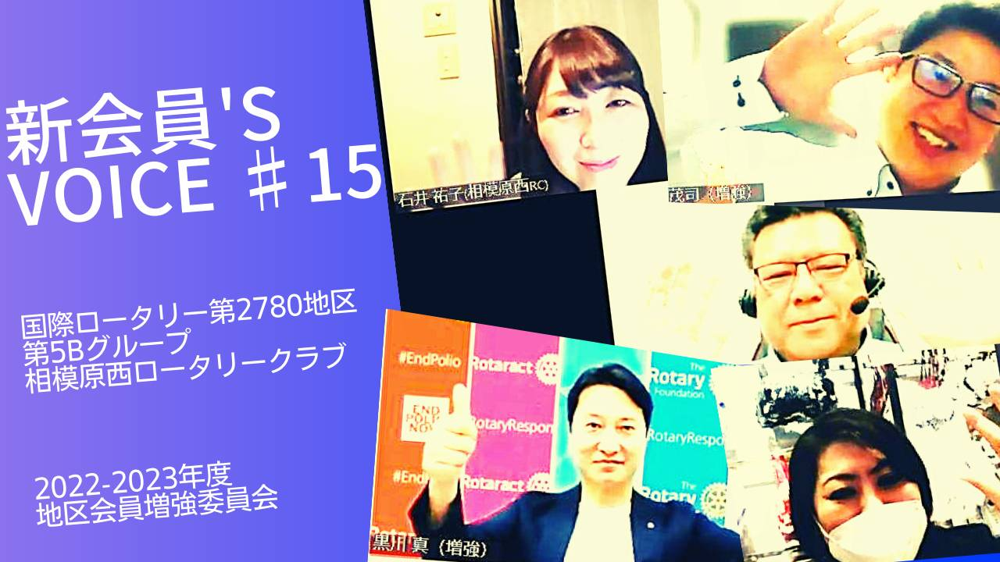 新会員'S
VOICE ♯15
国際ロータリー第2780地区
第5Bグループ
相模原西ロータリークラブ
2022-2023年度
地区会員増強委員会
石井 祐子(相模原西RC)
茂司（増強）
#EndPolio
Rotaract
The
Rotary
Foundation
END
POLIO
NOW
RotaryRespon
RotaryRespo
#End
Rotaract
The
Rotary
Rotar
黒川 真（増強）